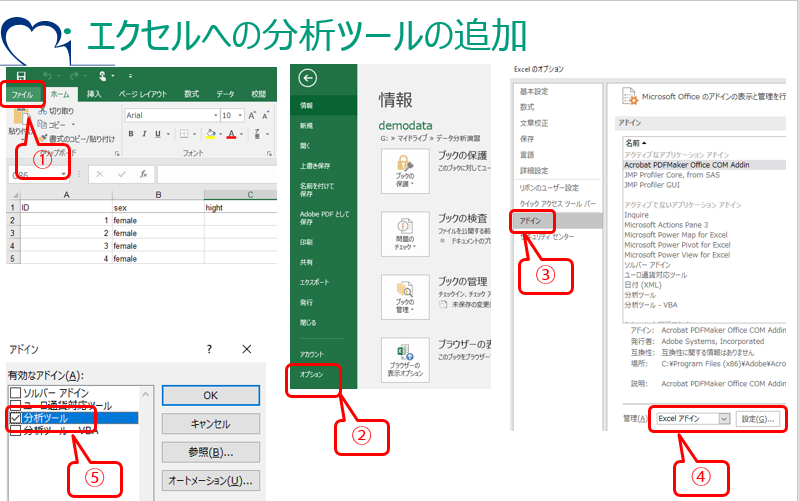 エクセルへの分析ツールの追加
ファイル
ホーム
挿入
ページ レイアウト
数式
データ
校閲
切り取り
コピー
書式のコピー/貼り付け
貼り付け
クリップボード
Arial
10
B I U
フォント
①
G86
fx
A B C
1 ID sex hight
2 1 female
3 2 female
4 3 female
5 4 female
情報
新規
開く
上書き保存
名前を付けて
保存
Adobe PDF として
保存
印刷
共有
エクスポート
発行
閉じる
アカウント
オプション
②
情報
demodata
G: » マイドライブ » データ分析演習
ブックの
保護
ブックの保護
このブックに対してユー
問題の
チェック
ブックの検査
ファイルを公開する前
ドキュメントのプ
ブックの
管理
ブックの管理
チェックイン、チェック ア
未保存の変更
ブラウザーの
表示オプション
ブラウザーの表
このブックをブラウザー
Excel のオプション
基本設定
数式
文章校正
保存
言語
詳細設定
リボンのユーザー設定
クイック アクセス ツール バー
アドイン
セキュリティ センター
③
Microsoft Office のアドインの表示と管理を行
アドイン
名前
アクティブなアプリケーション アドイン
Acrobat PDFMaker Office COM Addin
JMP Profiler Core, from SAS
JMP Profiler GUI
アクティブでないアプリケーション アドイン
Inquire
Microsoft Actions Pane 3
Microsoft Power Map for Excel
Microsoft Power Pivot for Excel
Microsoft Power View for Excel
ソルバー アドイン
ユーロ通貨対応ツール
日付 (XML)
分析ツール
分析ツール - VBA
アドイン: Acrobat PDFMaker Office COM Addin
発行者: Adobe Systems, Incorporated
互換性: 互換性に関する情報はありません
場所: C:¥Program Files (x86)¥Adobe¥Acro
説明: Acrobat PDFMaker Office COM Addin
管理(A): Excel アドイン 設定(G)...
④
アドイン ? ×
有効なアドイン(A):
ソルバー アドイン
ユーロ通貨対応ツール
分析ツール
分析ツール - VBA
OK
キャンセル
参照(B)...
オートメーション(U)...
⑤